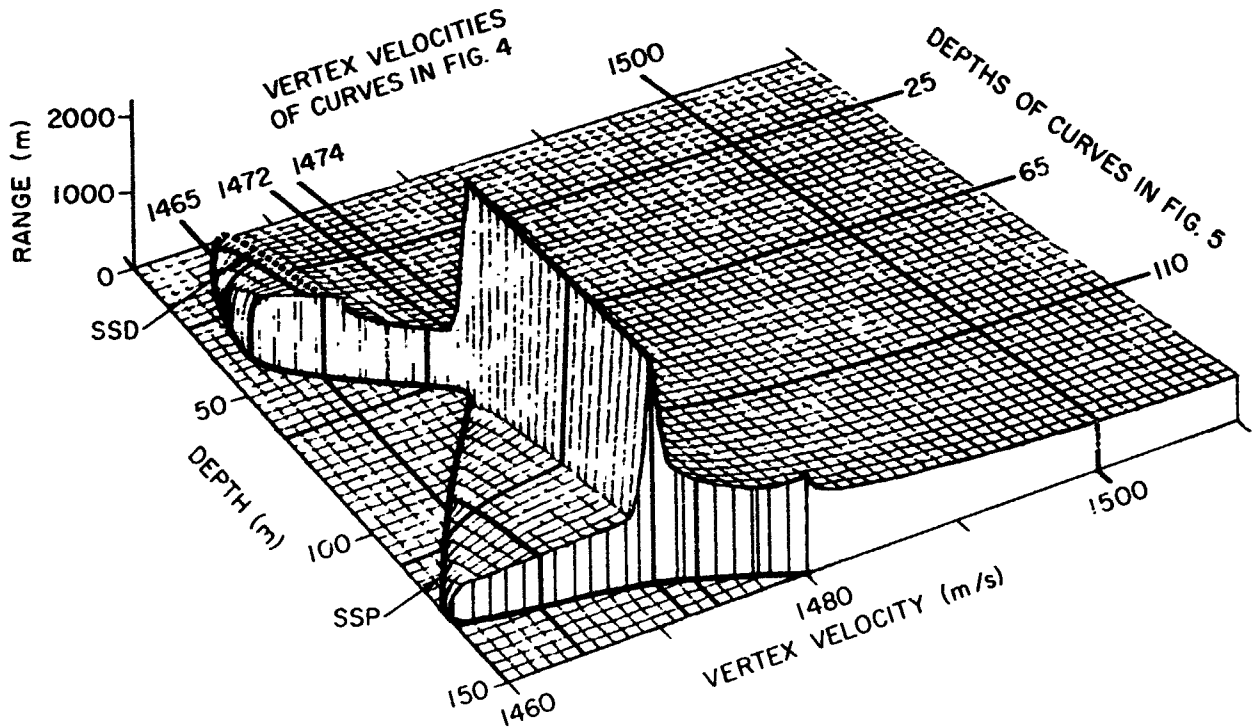 VERTEX VELOCITIES
OF CURVES IN FIG. 4
1500
DEPTHS OF CURVES IN FIG. 5
25
65
110
RANGE (m)
2000
1000
0
1465
1472
1474
SSD
50
DEPTH (m)
100
SSP
150
1460
1480
1500
VERTEX VELOCITY (m/s)